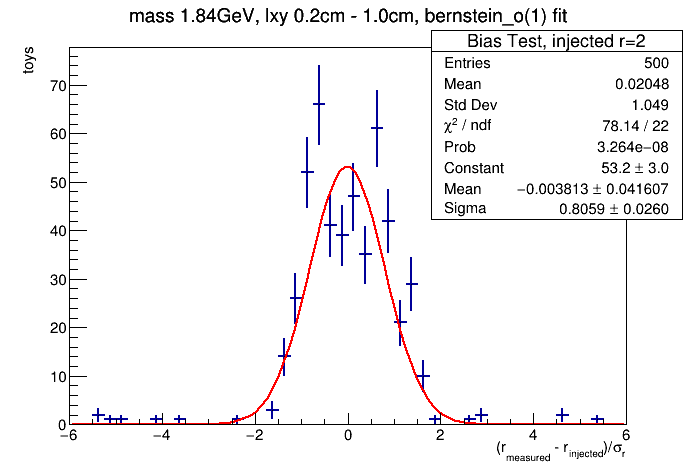 mass 1.84GeV, lxy 0.2cm - 1.0cm, bernstein_o(1) fit
Bias Test, injected r=2
Entries 500
Mean 0.02048
Std Dev 1.049
χ² / ndf 78.14 / 22
Prob 3.264e−08
Constant 53.2 ± 3.0
Mean −0.003813 ± 0.041607
Sigma 0.8059 ± 0.0260
toys
70
60
50
40
30
20
10
0
−6 −4 −2 0 2 4 6
(r_measured - r_injected)/σ_r